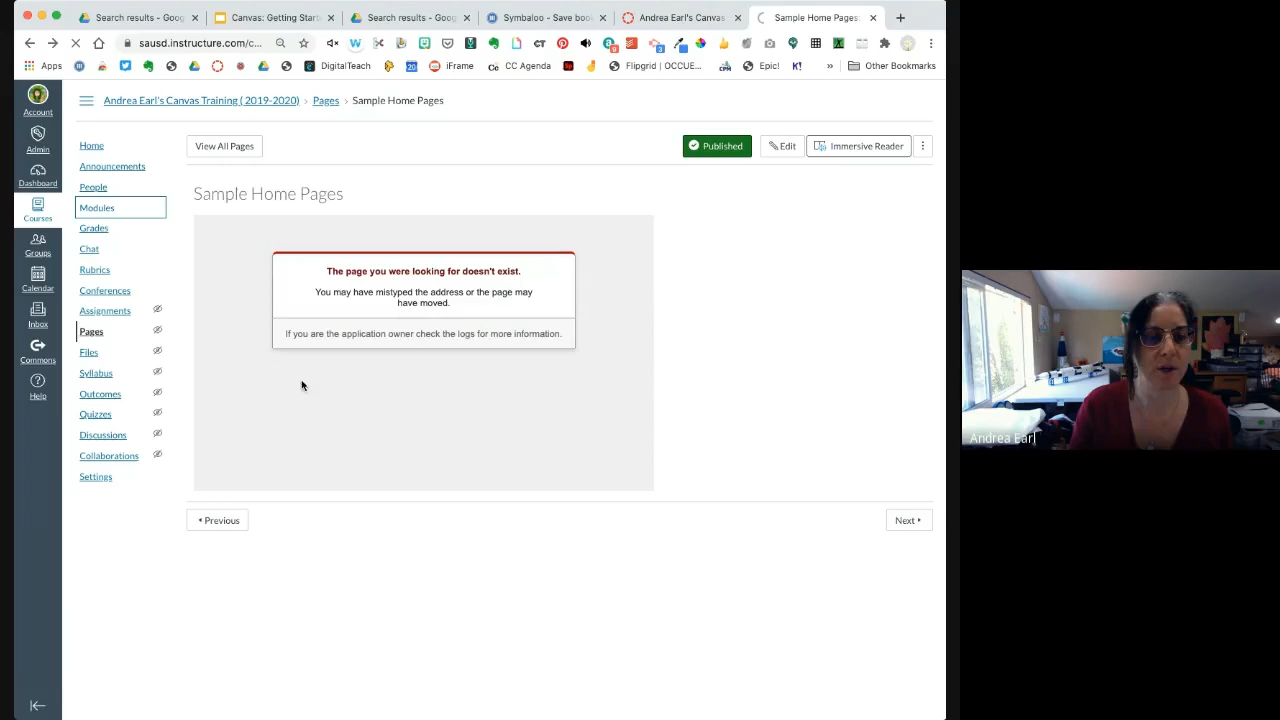 Search results - Goog
Canvas: Getting Start
Search results - Goog
Symbaloo - Save boo
Andrea Earl's Canvas
Sample Home Pages:
sausd.instructure.com/c...
Apps
DigitalTeach
iFrame
CC Agenda
Flipgrid | OCCUE...
Epic!
K!
»
Other Bookmarks
Account
Admin
Dashboard
Courses
Groups
Calendar
Inbox
Commons
Help
Andrea Earl's Canvas Training ( 2019-2020) › Pages › Sample Home Pages
Home
Announcements
People
Modules
Grades
Chat
Rubrics
Conferences
Assignments
Pages
Files
Syllabus
Outcomes
Quizzes
Discussions
Collaborations
Settings
View All Pages
Published
Edit
Immersive Reader
Sample Home Pages
The page you were looking for doesn't exist.
You may have mistyped the address or the page may
have moved.
If you are the application owner check the logs for more information.
Previous
Next
Andrea Earl